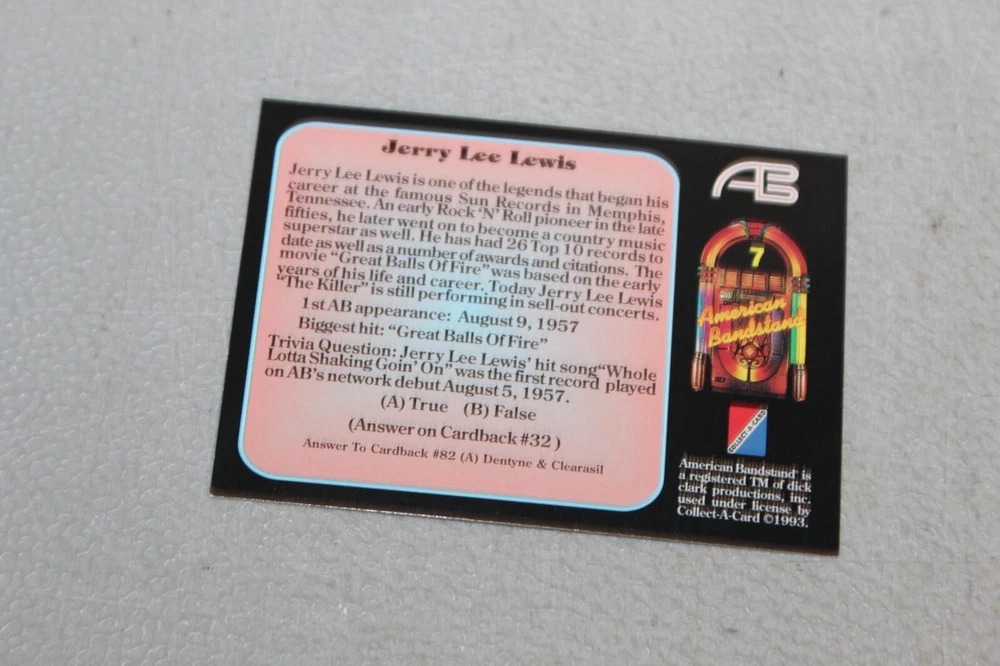 Jerry Lee Lewis
Jerry Lee Lewis is one of the legends that began his
career at the famous Sun Records in Memphis,
Tennessee. An early Rock 'N' Roll pioneer in the late
fifties, he later went on to become a country music
superstar as well. He has had 26 Top 10 records to
date as well as a number of awards and citations. The
movie "Great Balls Of Fire" was based on the early
years of his life and career. Today Jerry Lee Lewis
"The Killer" is still performing in sell-out concerts.
1st AB appearance: August 9, 1957
Biggest hit: "Great Balls Of Fire"
Trivia Question: Jerry Lee Lewis' hit song "Whole
Lotta Shaking Goin' On" was the first record played
on AB's network debut August 5, 1957.
(A) True (B) False
(Answer on Cardback #32 )
Answer To Cardback #82 (A) Dentyne & Clearasil
AB
7
American
Bandstand
COLLECT-A-CARD
American Bandstand® is
a registered TM of dick
clark productions, inc.
used under license by
Collect-A-Card ©1993.